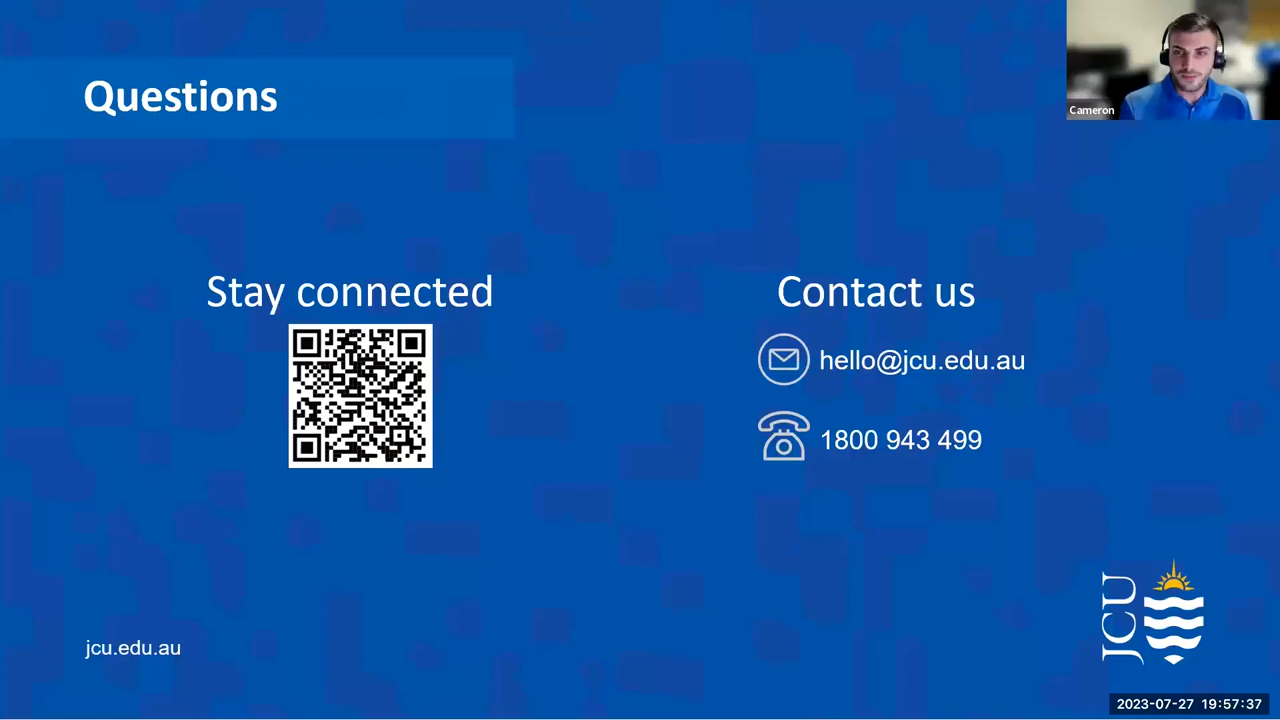 Questions
Cameron
Stay connected
Contact us
hello@jcu.edu.au
1800 943 499
jcu.edu.au
JCU
2023-07-27 19:57:37